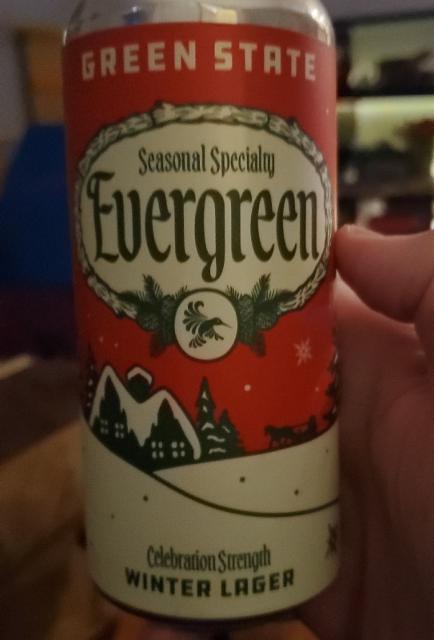 GREEN STATE
Seasonal Specialty
Evergreen
Celebration Strength
WINTER LAGER